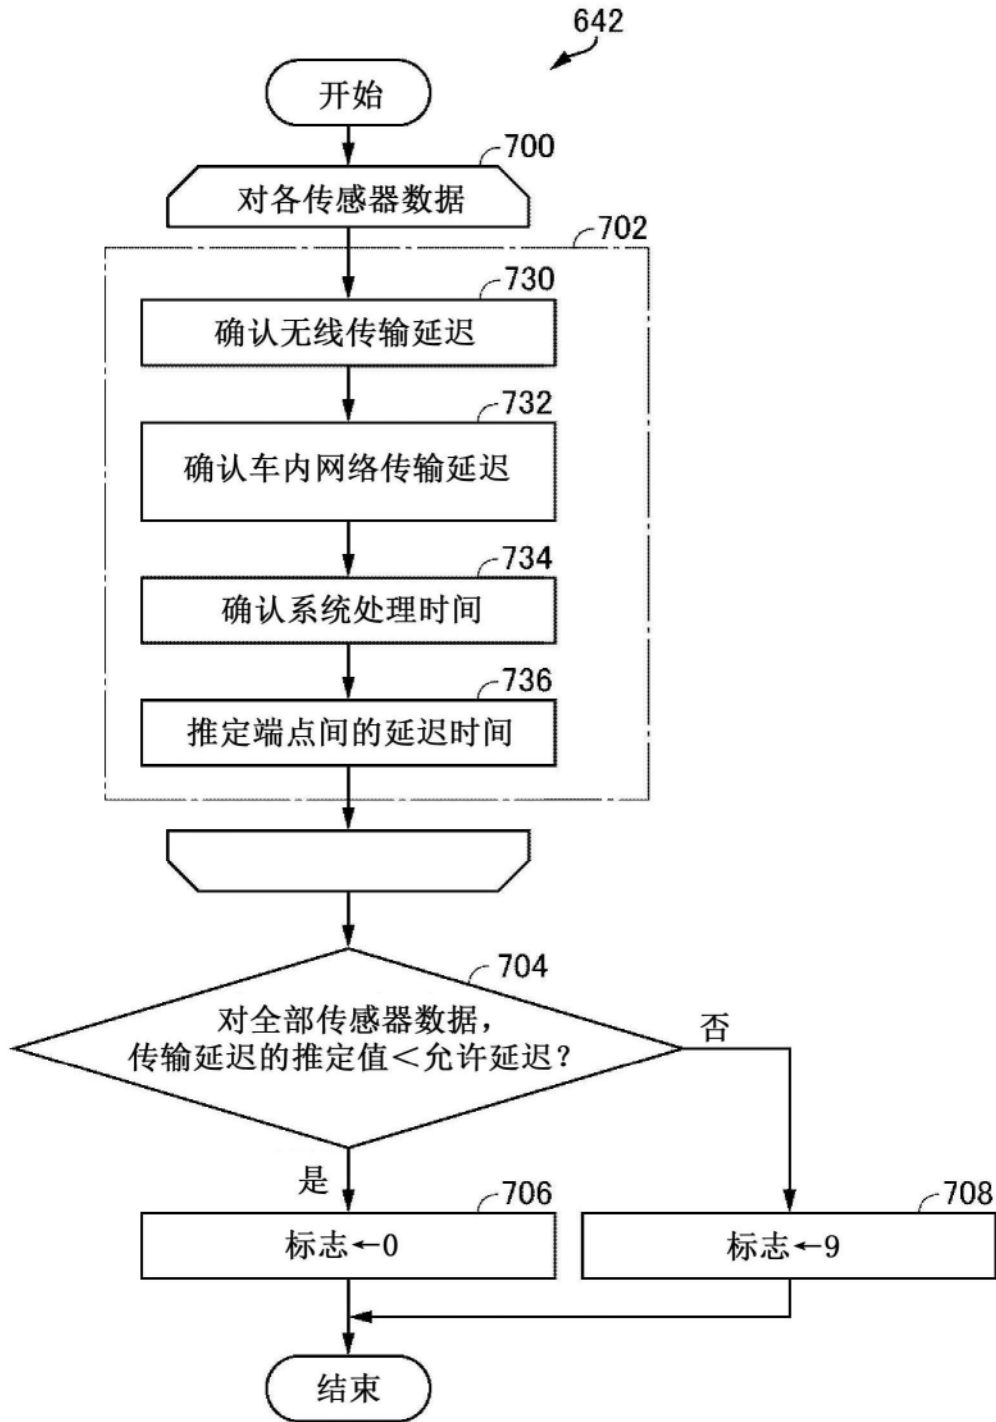 642
开始
700
对各传感器数据
702
730
确认无线传输延迟
732
确认车内网络传输延迟
734
确认系统处理时间
736
推定端点间的延迟时间
704
对全部传感器数据，
传输延迟的推定值＜允许延迟？
否
是
706
标志←0
708
标志←9
结束